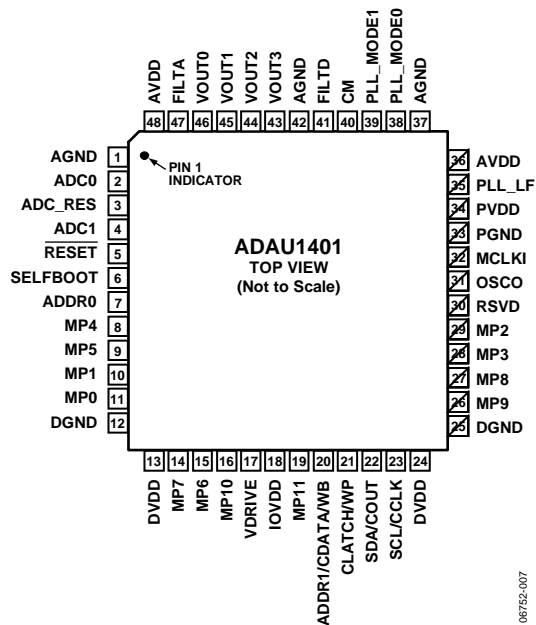 AVDD
FILTA
VOUT0
VOUT1
VOUT2
VOUT3
AGND
FILTD
CM
PLL_MODE1
PLL_MODE0
AGND
48 47 46 45 44 43 42 41 40 39 38 37
AGND 1
ADC0 2
ADC_RES 3
ADC1 4
RESET 5
SELFBOOT 6
ADDR0 7
MP4 8
MP5 9
MP1 10
MP0 11
DGND 12
PIN 1
INDICATOR
ADAU1401
TOP VIEW
(Not to Scale)
36 AVDD
35 PLL_LF
34 PVDD
33 PGND
32 MCLKI
31 OSCO
30 RSVD
29 MP2
28 MP3
27 MP8
26 MP9
25 DGND
13 14 15 16 17 18 19 20 21 22 23 24
DVDD
MP7
MP6
MP10
VDRIVE
IOVDD
MP11
ADDR1/CDATA/WB
CLATCH/WP
SDA/COUT
SCL/CCLK
DVDD
06752-007